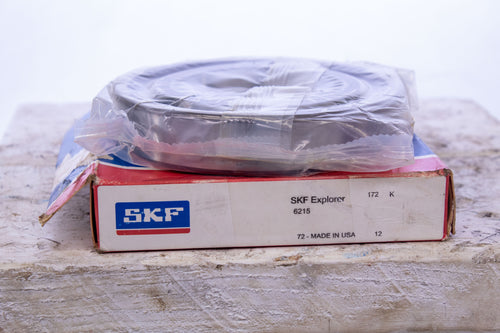 SKF
SKF Explorer 172 K
6215
72 - MADE IN USA 12